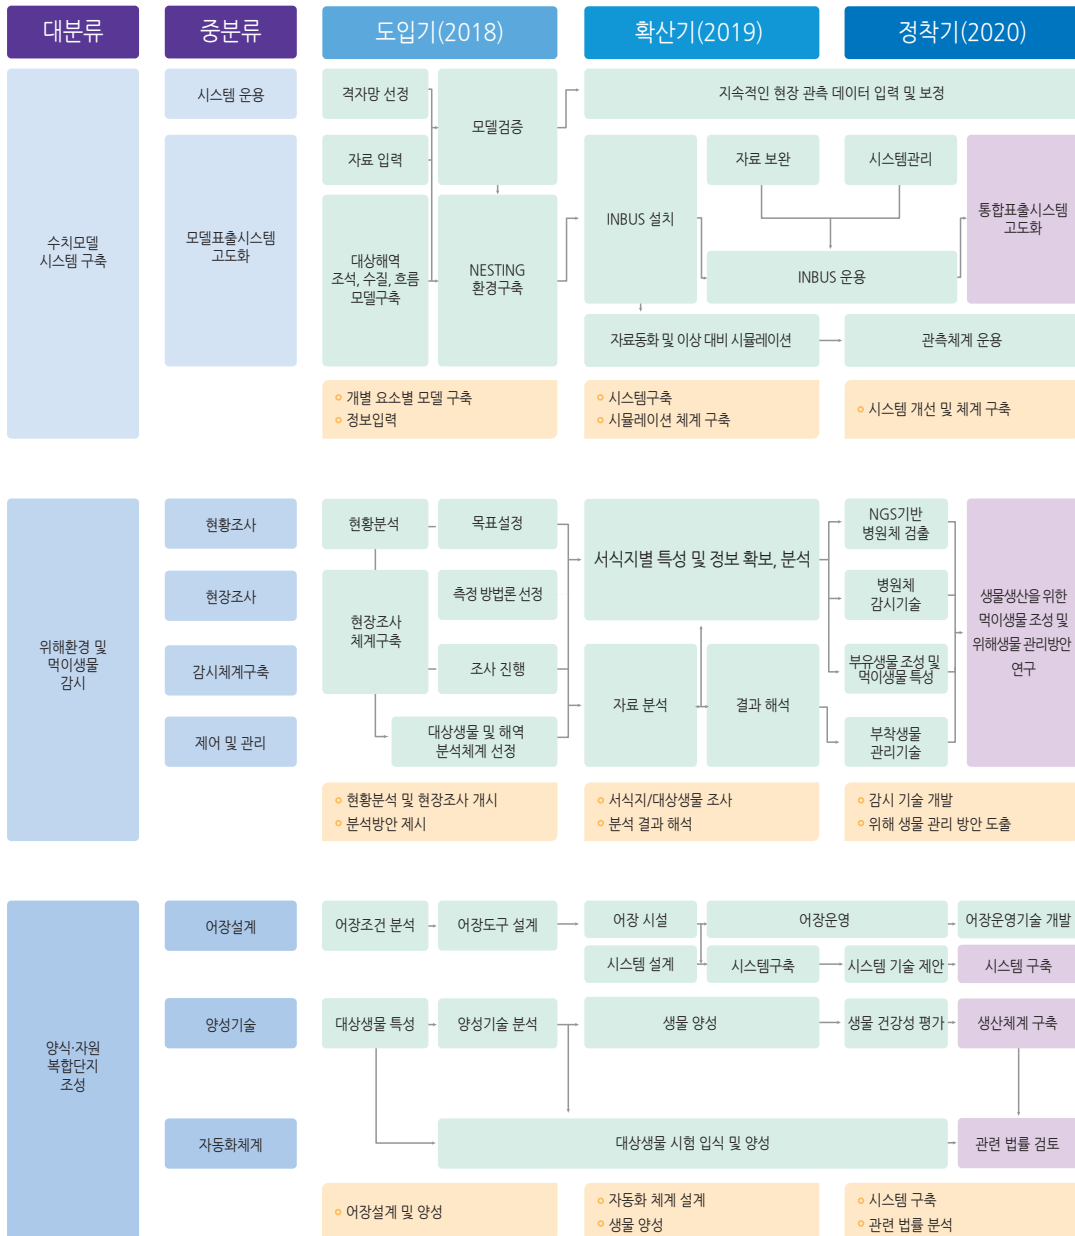 대분류
중분류
도입기(2018)
확산기(2019)
정착기(2020)
수치모델
시스템 구축
시스템 운용
모델표출시스템
고도화
격자망 선정
자료 입력
대상해역
조석, 수질, 흐름
모델구축
모델검증
NESTING
환경구축
지속적인 현장 관측 데이터 입력 및 보정
INBUS 설치
자료 보완
시스템관리
INBUS 운용
통합표출시스템
고도화
자료동화 및 이상 대비 시뮬레이션
관측체계 운용
개별 요소별 모델 구축
정보입력
시스템구축
시뮬레이션 체계 구축
시스템 개선 및 체계 구축
위해환경 및
먹이생물
감시
현황조사
현장조사
감시체계구축
제어 및 관리
현황분석
목표설정
현장조사
체계구축
측정 방법론 선정
조사 진행
대상생물 및 해역
분석체계 선정
서식지별 특성 및 정보 확보, 분석
자료 분석
결과 해석
NGS기반
병원체 검출
병원체
감시기술
부유생물 조성 및
먹이생물 특성
부착생물
관리기술
생물생산을 위한
먹이생물 조성 및
위해생물 관리방안
연구
현황분석 및 현장조사 개시
분석방안 제시
서식지/대상생물 조사
분석 결과 해석
감시 기술 개발
위해 생물 관리 방안 도출
양식·자원
복합단지
조성
어장설계
양성기술
자동화체계
어장조건 분석
어장도구 설계
어장 시설
어장운영
어장운영기술 개발
시스템 설계
시스템구축
시스템 기술 제안
시스템 구축
대상생물 특성
양성기술 분석
생물 양성
생물 건강성 평가
생산체계 구축
대상생물 시험 입식 및 양성
관련 법률 검토
어장설계 및 양성
자동화 체계 설계
생물 양성
시스템 구축
관련 법률 분석